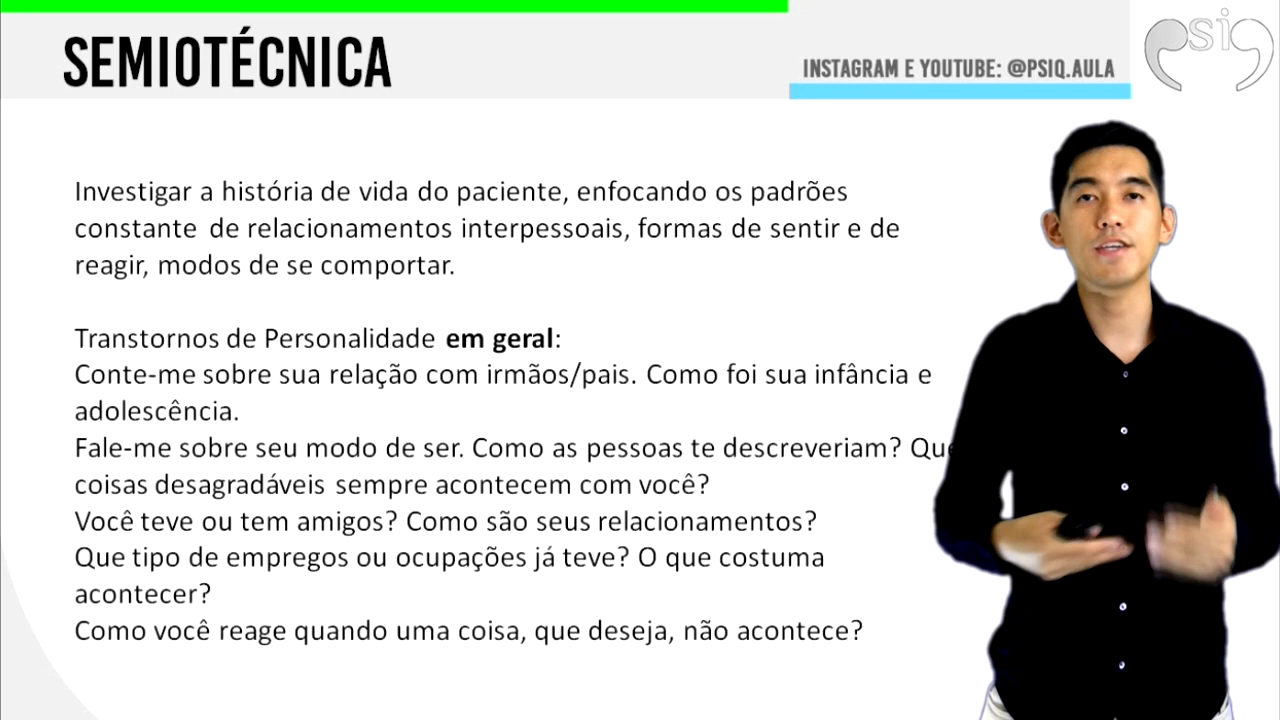 SEMIOTÉCNICA
INSTAGRAM E YOUTUBE: @PSIQ.AULA
psiq
Investigar a história de vida do paciente, enfocando os padrões
constante de relacionamentos interpessoais, formas de sentir e de
reagir, modos de se comportar.
Transtornos de Personalidade em geral:
Conte-me sobre sua relação com irmãos/pais. Como foi sua infância e
adolescência.
Fale-me sobre seu modo de ser. Como as pessoas te descreveriam? Que
coisas desagradáveis sempre acontecem com você?
Você teve ou tem amigos? Como são seus relacionamentos?
Que tipo de empregos ou ocupações já teve? O que costuma
acontecer?
Como você reage quando uma coisa, que deseja, não acontece?